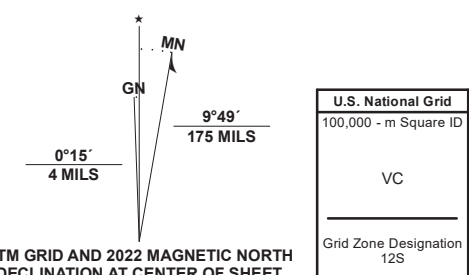 ★
MN
GN
9°49´
175 MILS
0°15´
4 MILS
TM GRID AND 2022 MAGNETIC NORTH
DECLINATION AT CENTER OF SHEET
U.S. National Grid
100,000 - m Square ID
VC
Grid Zone Designation
12S